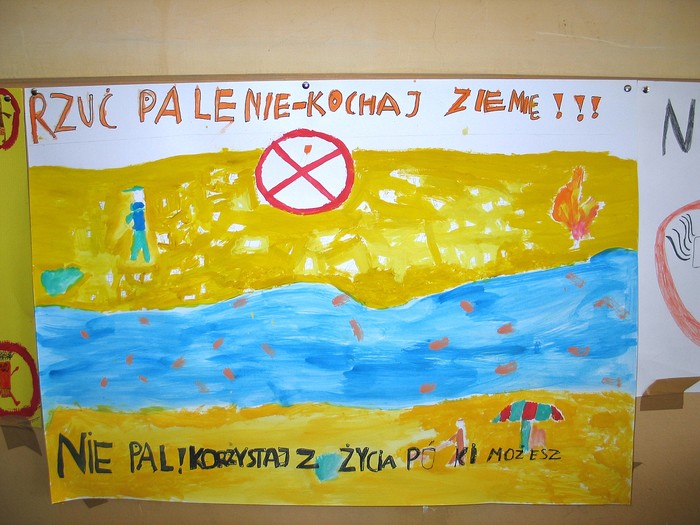 RZUĆ PALENIE-KOCHAJ ZIEMIĘ!!!
N
NIE PAL! KORZYSTAJ Z ŻYCIA PÓKI MOŻESZ